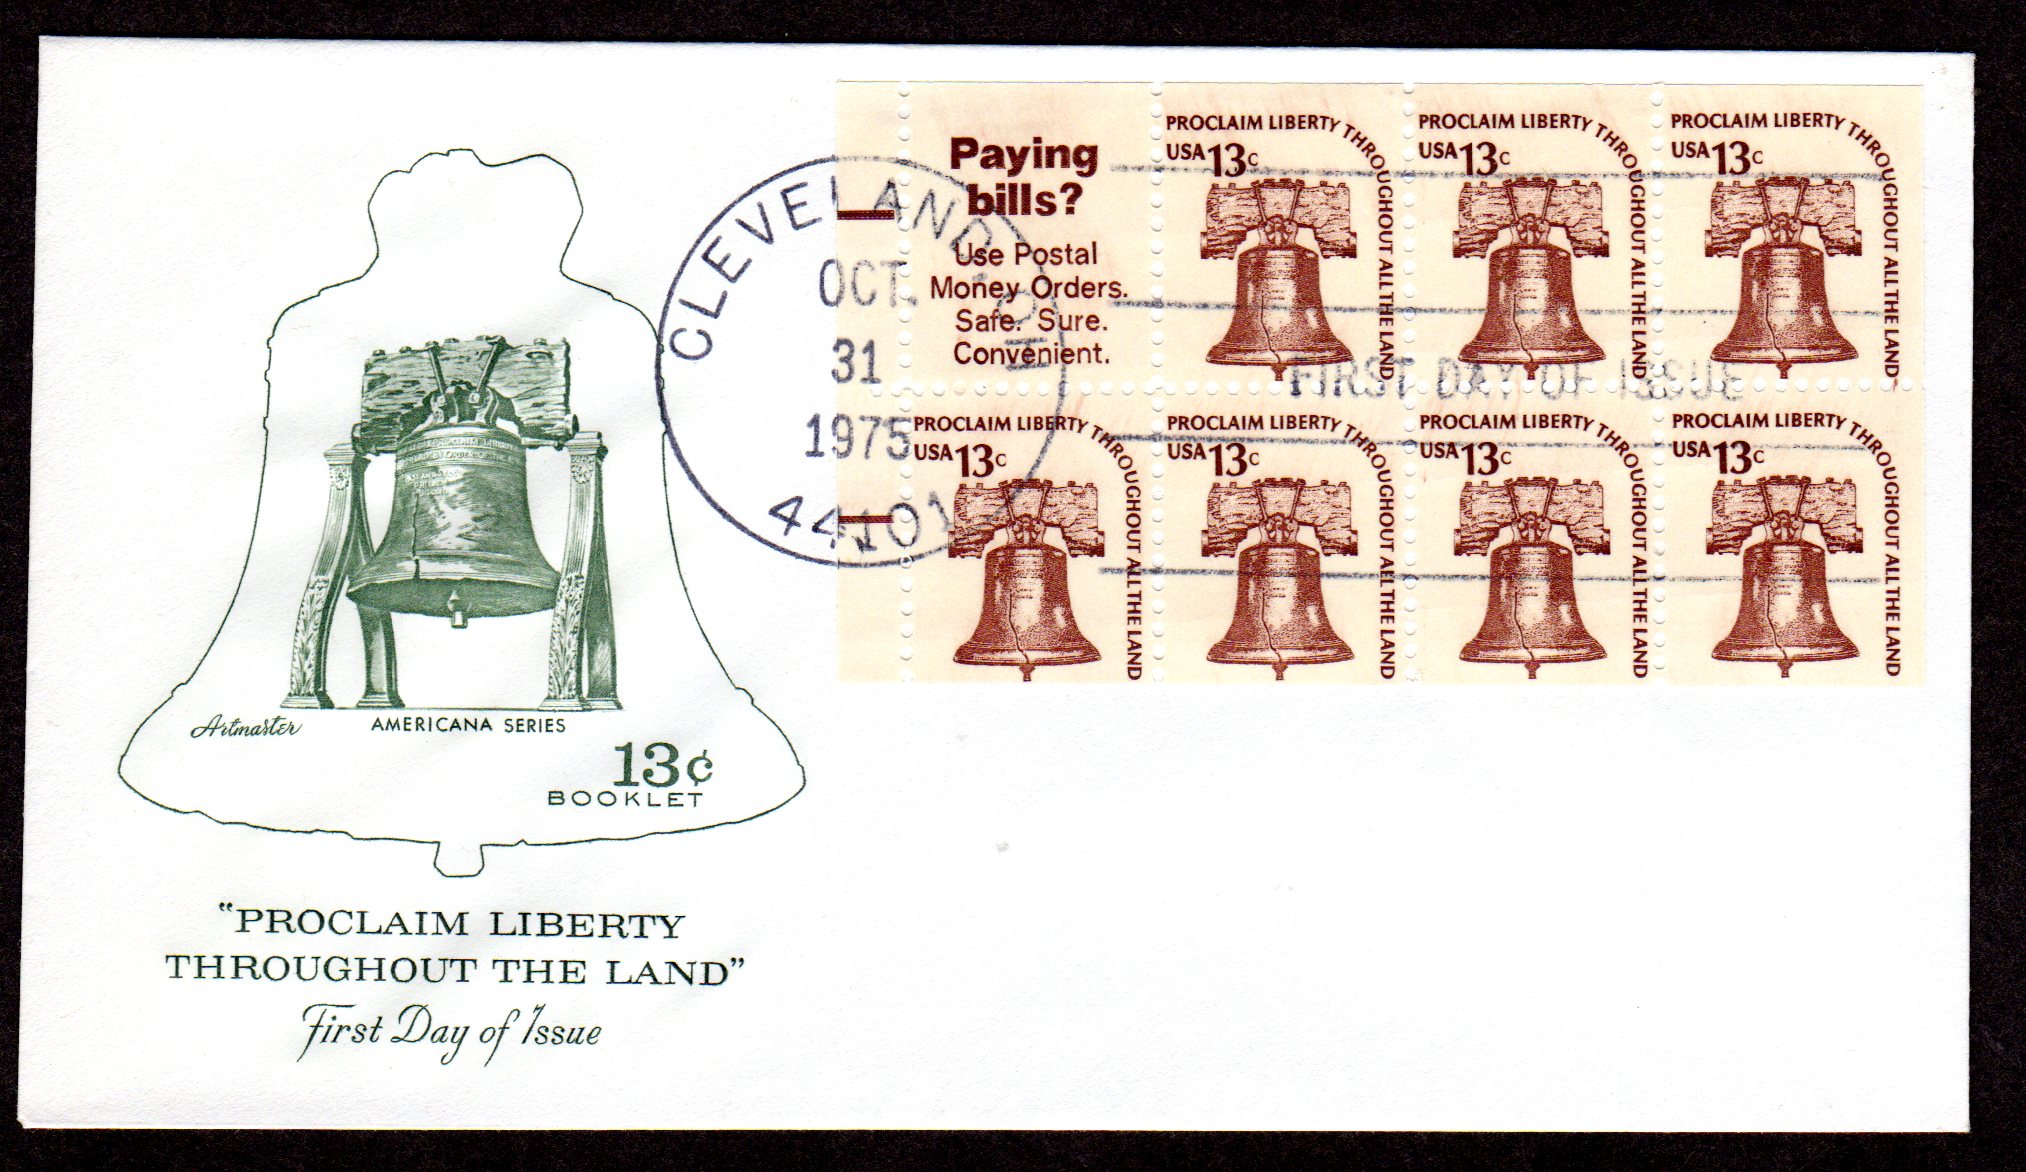 Artmaster
AMERICANA SERIES
13¢
BOOKLET
"PROCLAIM LIBERTY
THROUGHOUT THE LAND"
First Day of Issue
CLEVELAND, OH
OCT.
31
1975
44101
Paying
bills?
Use Postal
Money Orders.
Safe. Sure.
Convenient.
PROCLAIM LIBERTY THROUGHOUT ALL THE LAND
USA 13c
PROCLAIM LIBERTY THROUGHOUT ALL THE LAND
USA 13c
PROCLAIM LIBERTY THROUGHOUT ALL THE LAND
USA 13c
FIRST DAY OF ISSUE
PROCLAIM LIBERTY THROUGHOUT ALL THE LAND
USA 13c
PROCLAIM LIBERTY THROUGHOUT ALL THE LAND
USA 13c
PROCLAIM LIBERTY THROUGHOUT ALL THE LAND
USA 13c
PROCLAIM LIBERTY THROUGHOUT ALL THE LAND
USA 13c